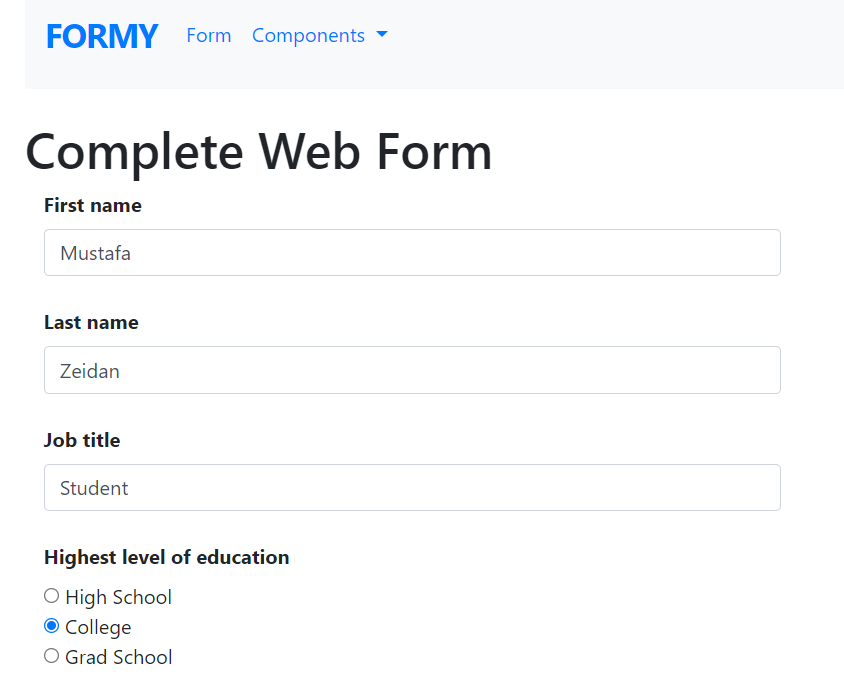 FORMY Form Components
Complete Web Form
First name
Mustafa
Last name
Zeidan
Job title
Student
Highest level of education
High School
College
Grad School